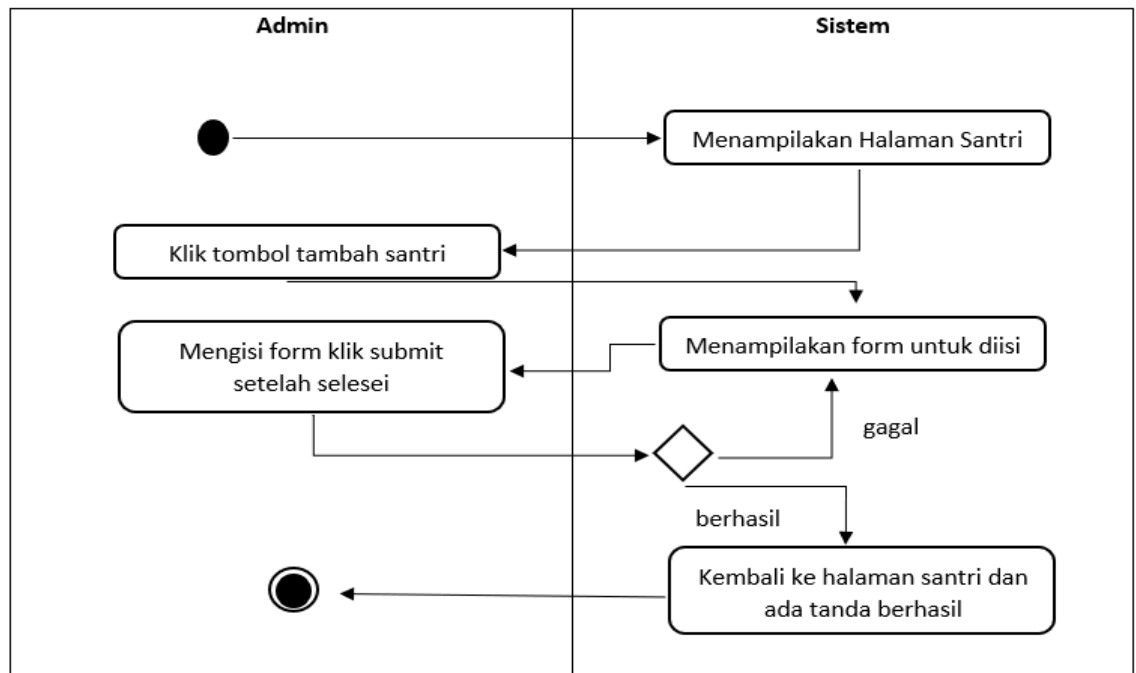 Admin
Sistem
Menampilakan Halaman Santri
Klik tombol tambah santri
Menampilakan form untuk diisi
Mengisi form klik submit
setelah selesei
gagal
berhasil
Kembali ke halaman santri dan
ada tanda berhasil